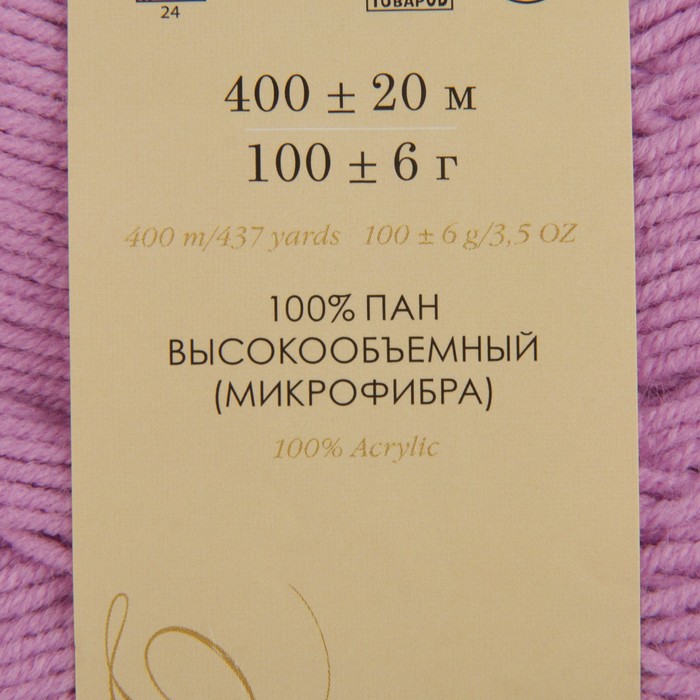 24
ТОВАРОВ
400 ± 20 м
100 ± 6 г
400 m/437 yards 100 ± 6 g/3,5 OZ
100% ПАН
ВЫСОКООБЪЕМНЫЙ
(МИКРОФИБРА)
100% Acrylic